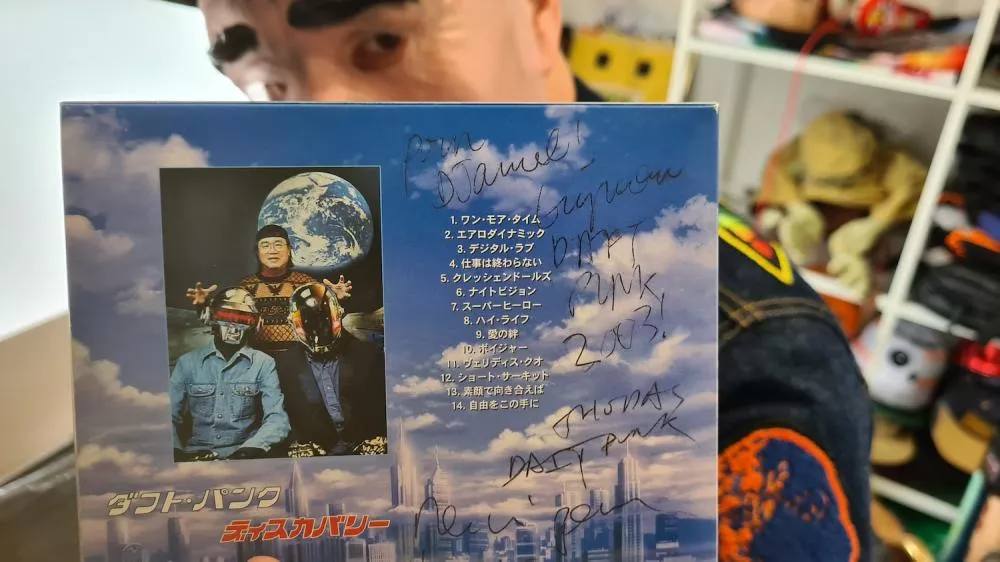 pour
DJamel!
Guyman
DAFT
PUNK
2003!
1. ワン・モア・タイム
2. エアロダイナミック
3. デジタル・ラブ
4. 仕事は終わらない
5. クレッシェンドールズ
6. ナイトビジョン
7. スーパーヒーロー
8. ハイ・ライフ
9. 愛の絆
10. ボイジャー
11. ヴェリディス・クオ
12. ショート・サーキット
13. 素顔で向き合えば
14. 自由をこの手に
THOMAS
DAFT PUNK
Merci pour
ダフト・パンク
ディスカバリー